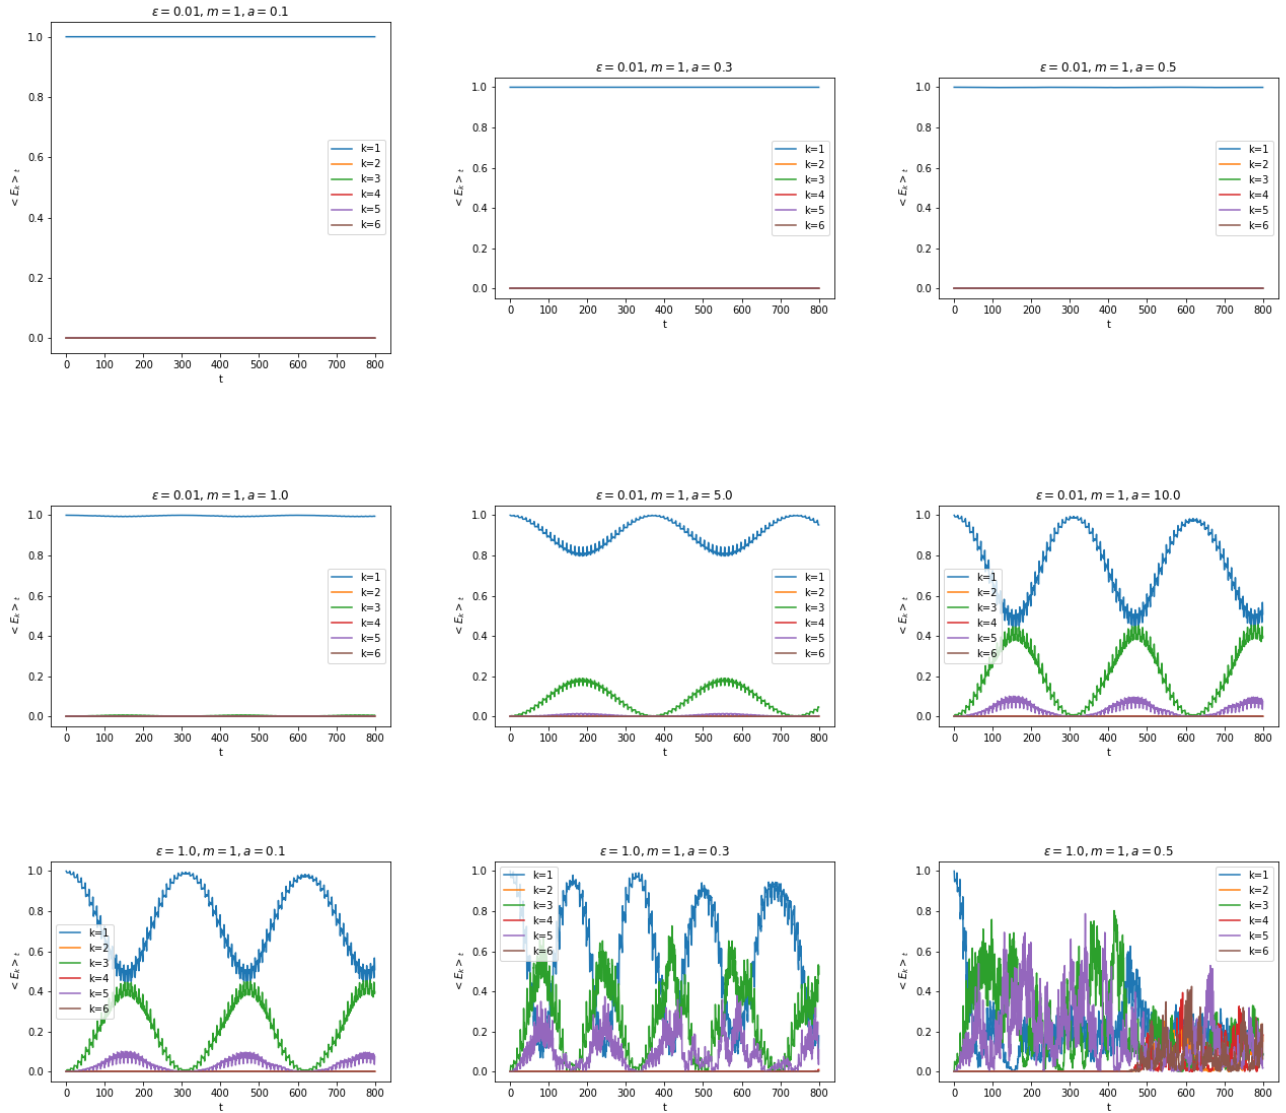 ε = 0.01, m = 1, a = 0.1
1.0
0.8
0.6
0.4
0.2
0.0
< E_k >_t
k=1
k=2
k=3
k=4
k=5
k=6
0 100 200 300 400 500 600 700 800
t
ε = 0.01, m = 1, a = 0.3
1.0
0.8
0.6
0.4
0.2
0.0
< E_k >_t
k=1
k=2
k=3
k=4
k=5
k=6
0 100 200 300 400 500 600 700 800
t
ε = 0.01, m = 1, a = 0.5
1.0
0.8
0.6
0.4
0.2
0.0
< E_k >_t
k=1
k=2
k=3
k=4
k=5
k=6
0 100 200 300 400 500 600 700 800
t
ε = 0.01, m = 1, a = 1.0
1.0
0.8
0.6
0.4
0.2
0.0
< E_k >_t
k=1
k=2
k=3
k=4
k=5
k=6
0 100 200 300 400 500 600 700 800
t
ε = 0.01, m = 1, a = 5.0
1.0
0.8
0.6
0.4
0.2
0.0
< E_k >_t
k=1
k=2
k=3
k=4
k=5
k=6
0 100 200 300 400 500 600 700 800
t
ε = 0.01, m = 1, a = 10.0
1.0
0.8
0.6
0.4
0.2
0.0
< E_k >_t
k=1
k=2
k=3
k=4
k=5
k=6
0 100 200 300 400 500 600 700 800
t
ε = 1.0, m = 1, a = 0.1
1.0
0.8
0.6
0.4
0.2
0.0
< E_k >_t
k=1
k=2
k=3
k=4
k=5
k=6
0 100 200 300 400 500 600 700 800
t
ε = 1.0, m = 1, a = 0.3
1.0
0.8
0.6
0.4
0.2
0.0
< E_k >_t
k=1
k=2
k=3
k=4
k=5
k=6
0 100 200 300 400 500 600 700 800
t
ε = 1.0, m = 1, a = 0.5
1.0
0.8
0.6
0.4
0.2
0.0
< E_k >_t
k=1
k=2
k=3
k=4
k=5
k=6
0 100 200 300 400 500 600 700 800
t